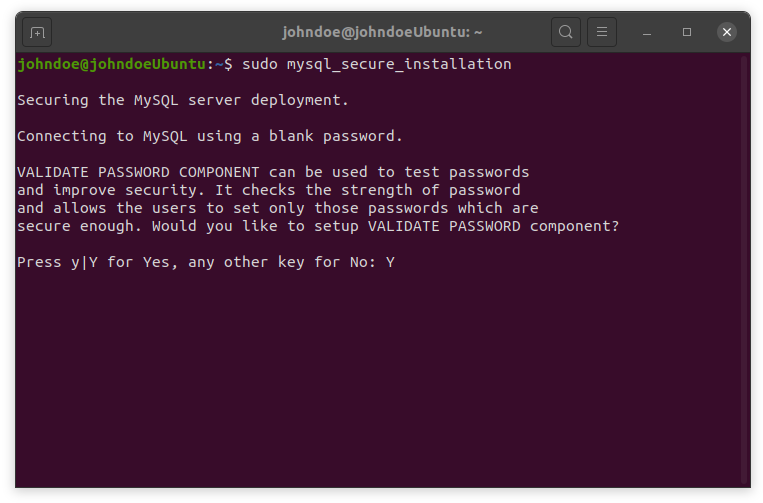 johndoe@johndoeUbuntu: ~
johndoe@johndoeUbuntu:~$ sudo mysql_secure_installation
Securing the MySQL server deployment.
Connecting to MySQL using a blank password.
VALIDATE PASSWORD COMPONENT can be used to test passwords
and improve security. It checks the strength of password
and allows the users to set only those passwords which are
secure enough. Would you like to setup VALIDATE PASSWORD component?
Press y|Y for Yes, any other key for No: Y